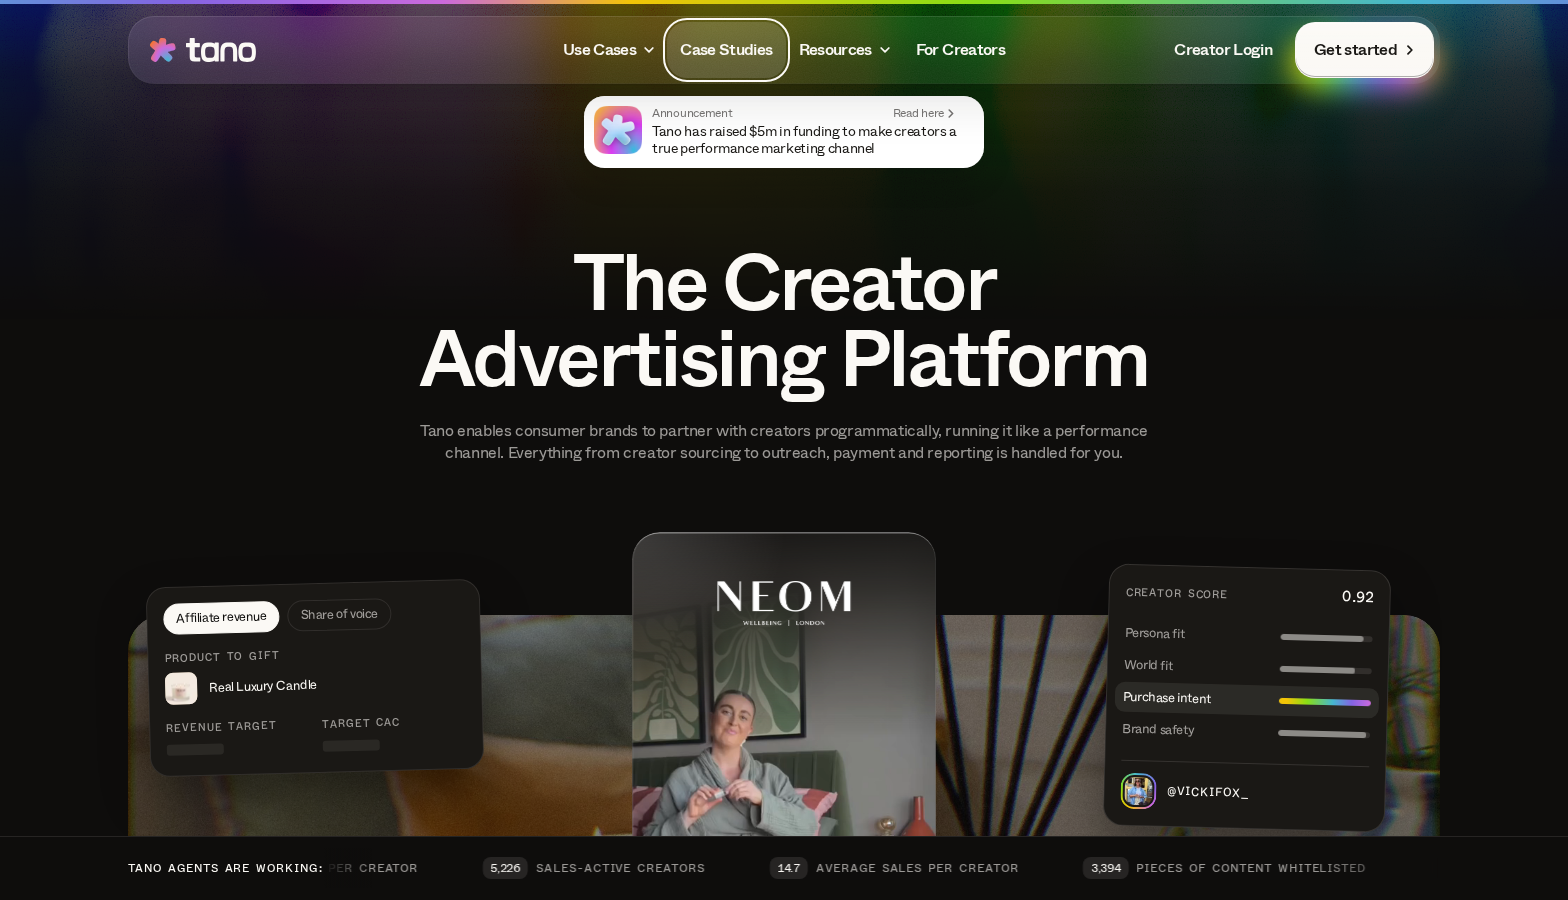 tano
Use Cases
Case Studies
Resources
For Creators
Creator Login
Get started
Announcement
Read here
Tano has raised $5m in funding to make creators a
true performance marketing channel
The Creator
Advertising Platform
Tano enables consumer brands to partner with creators programmatically, running it like a performance
channel. Everything from creator sourcing to outreach, payment and reporting is handled for you.
Affiliate revenue
Share of voice
PRODUCT TO GIFT
Real Luxury Candle
REVENUE TARGET
TARGET CAC
NEOM
WELLBEING | LONDON
CREATOR SCORE
0.92
Persona fit
World fit
Purchase intent
Brand safety
@VICKIFOX_
TANO AGENTS ARE WORKING:
PER CREATOR
5,226 SALES-ACTIVE CREATORS
14.7 AVERAGE SALES PER CREATOR
3,394 PIECES OF CONTENT WHITELISTED